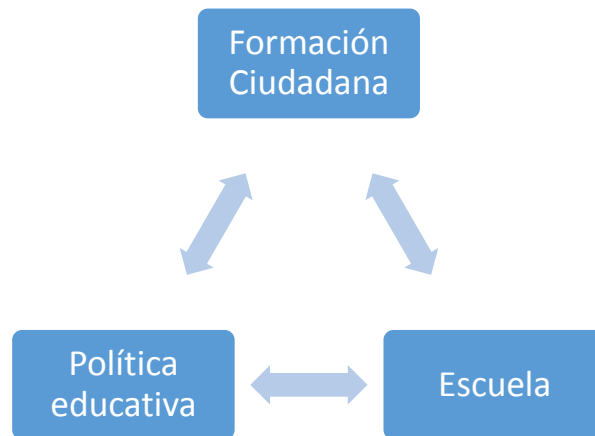 Formación
Ciudadana
Política
educativa
Escuela